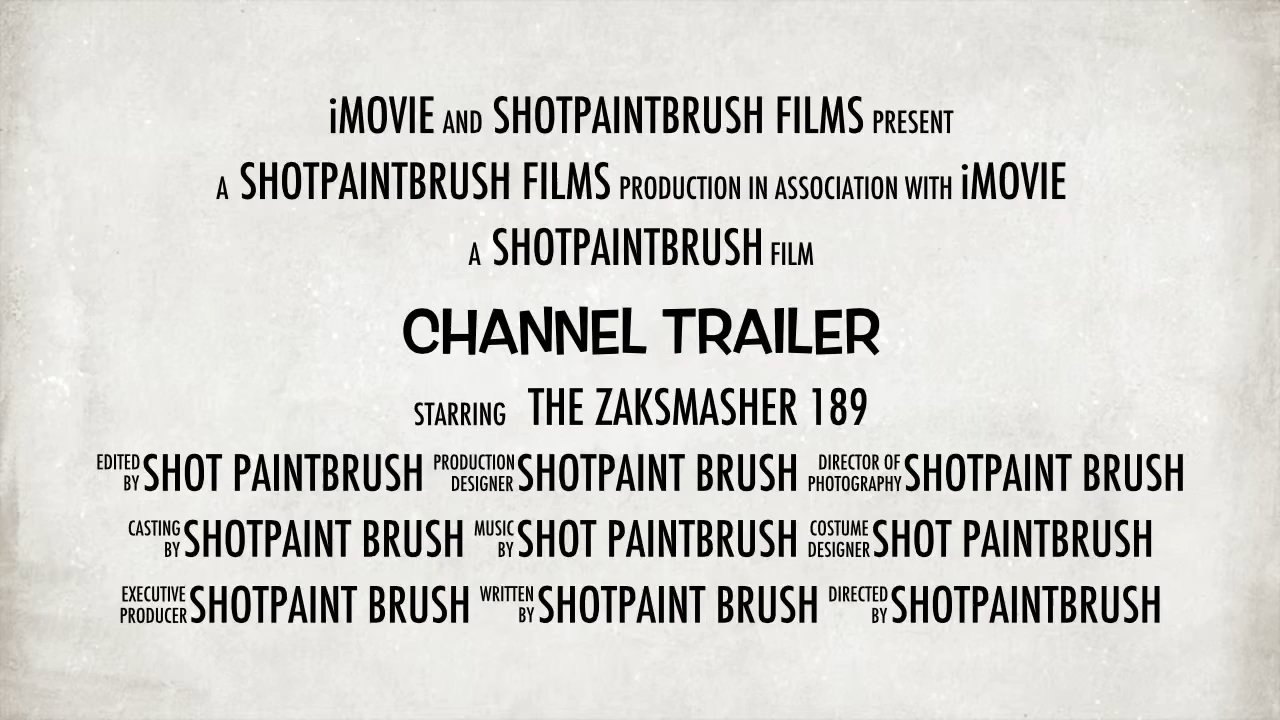 iMOVIE AND SHOTPAINTBRUSH FILMS PRESENT
A SHOTPAINTBRUSH FILMS PRODUCTION IN ASSOCIATION WITH iMOVIE
A SHOTPAINTBRUSH FILM
CHANNEL TRAILER
STARRING THE ZAKSMASHER 189
EDITED BY SHOT PAINTBRUSH PRODUCTION DESIGNER SHOTPAINT BRUSH DIRECTOR OF PHOTOGRAPHY SHOTPAINT BRUSH
CASTING BY SHOTPAINT BRUSH MUSIC BY SHOT PAINTBRUSH COSTUME DESIGNER SHOT PAINTBRUSH
EXECUTIVE PRODUCER SHOTPAINT BRUSH WRITTEN BY SHOTPAINT BRUSH DIRECTED BY SHOTPAINTBRUSH